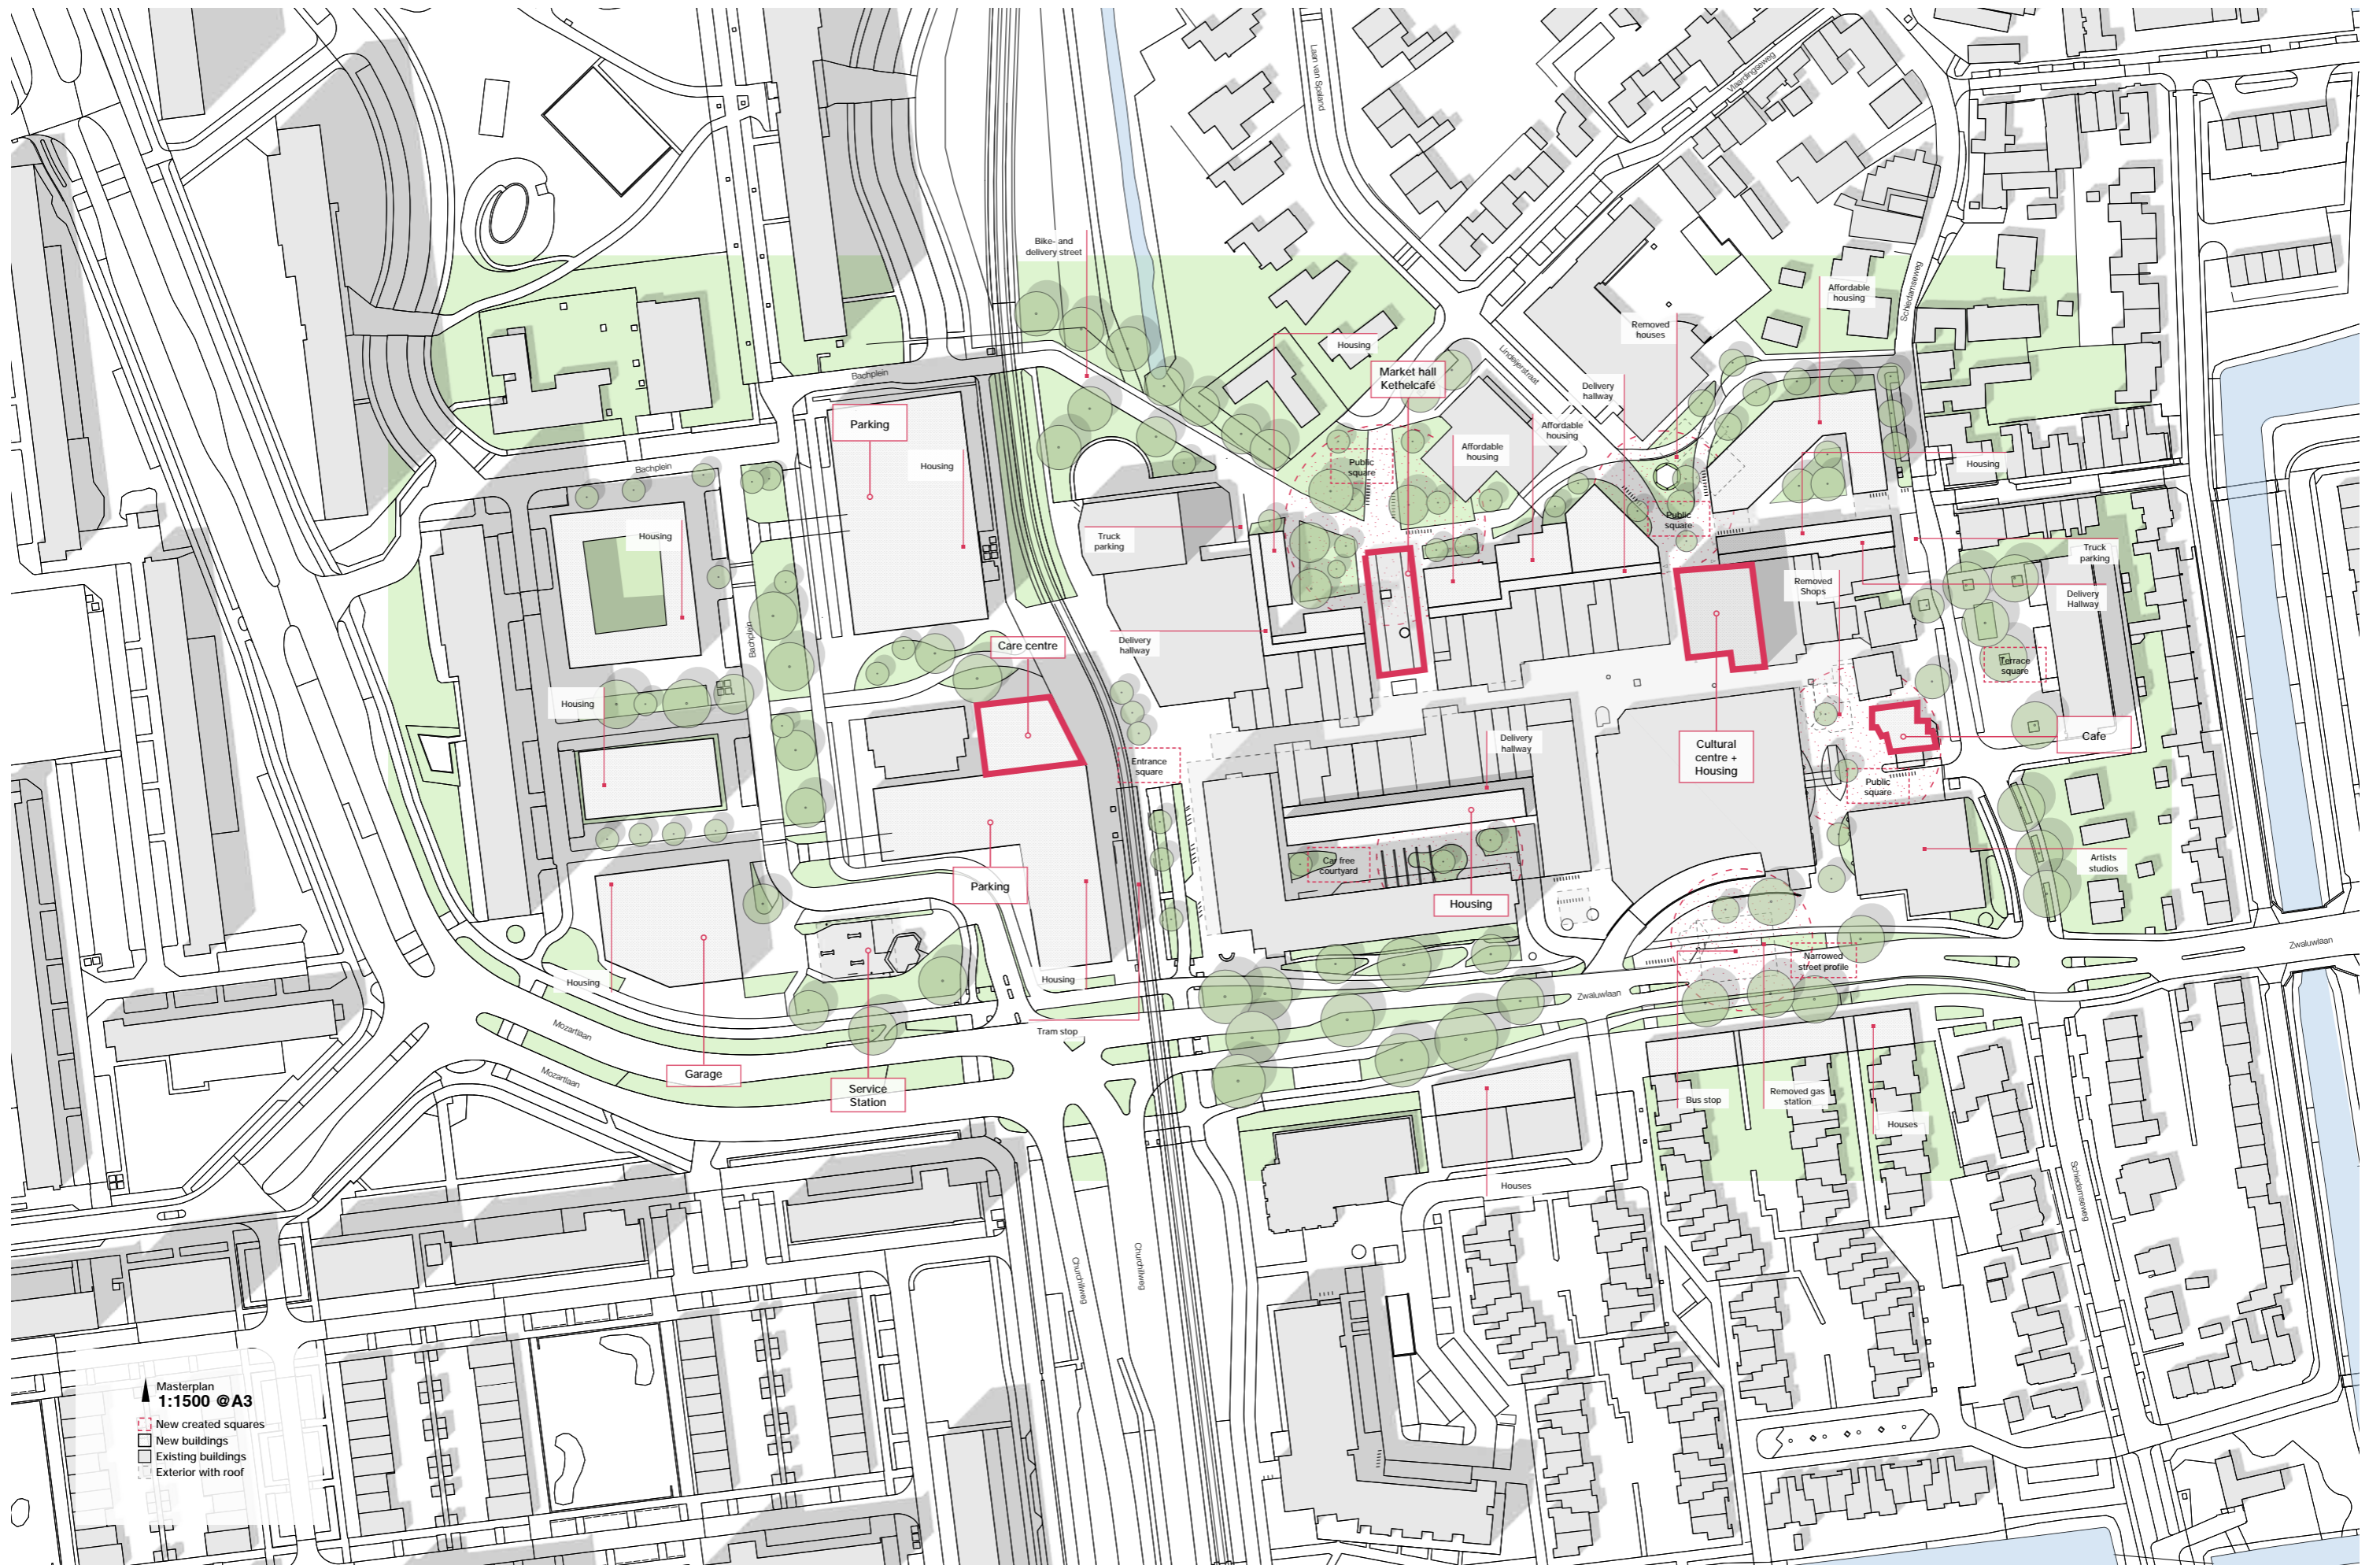 Laan van Spaland
Vlaardingseweg
Bike- and
delivery street
Schiedamseweg
Affordable
housing
Removed
houses
Housing
Lindeijerstraat
Market hall
Kethelcafé
Delivery
hallway
Bachplein
Parking
Affordable
housing
Affordable
housing
Housing
Bachplein
Public
square
Housing
Public
square
Housing
Truck
parking
Truck
parking
Removed
Shops
Delivery
Hallway
Bachplein
Care centre
Delivery
hallway
Terrace
square
Housing
Cafe
Delivery
hallway
Cultural
centre +
Housing
Entrance
square
Public
square
Car free
courtyard
Artists
studios
Parking
Housing
Zwaluwlaan
Narrowed
street profile
Housing
Housing
Zwaluwlaan
Mozartlaan
Tram stop
Garage
Mozartlaan
Service
Station
Bus stop
Removed gas
station
Houses
Houses
Schiedamseweg
Churchillweg
Churchillweg
Masterplan
1:1500 @A3
New created squares
New buildings
Existing buildings
Exterior with roof